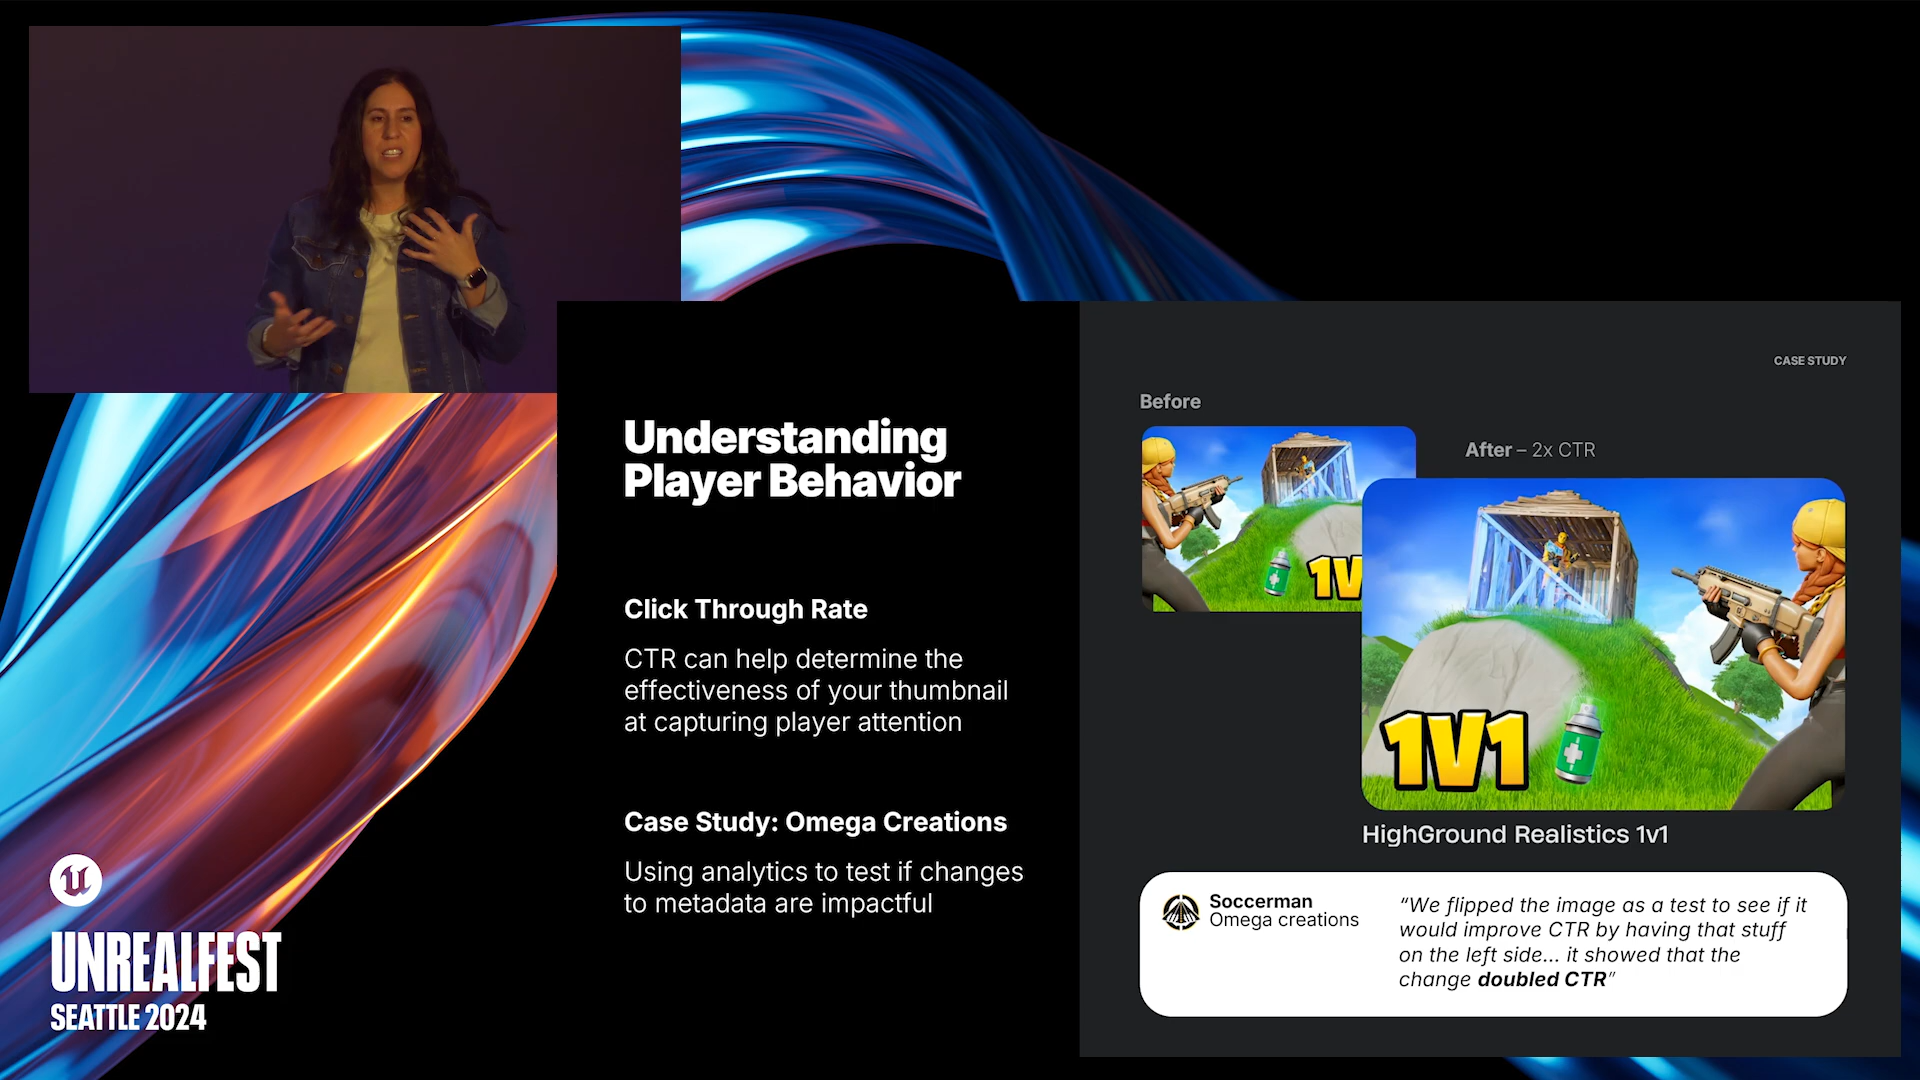 Understanding
Player Behavior
Click Through Rate
CTR can help determine the
effectiveness of your thumbnail
at capturing player attention
Case Study: Omega Creations
Using analytics to test if changes
to metadata are impactful
CASE STUDY
Before
1V
After – 2x CTR
1V1
HighGround Realistics 1v1
Soccerman
Omega creations
“We flipped the image as a test to see if it
would improve CTR by having that stuff
on the left side... it showed that the
change doubled CTR”
UNREAL FEST
SEATTLE 2024